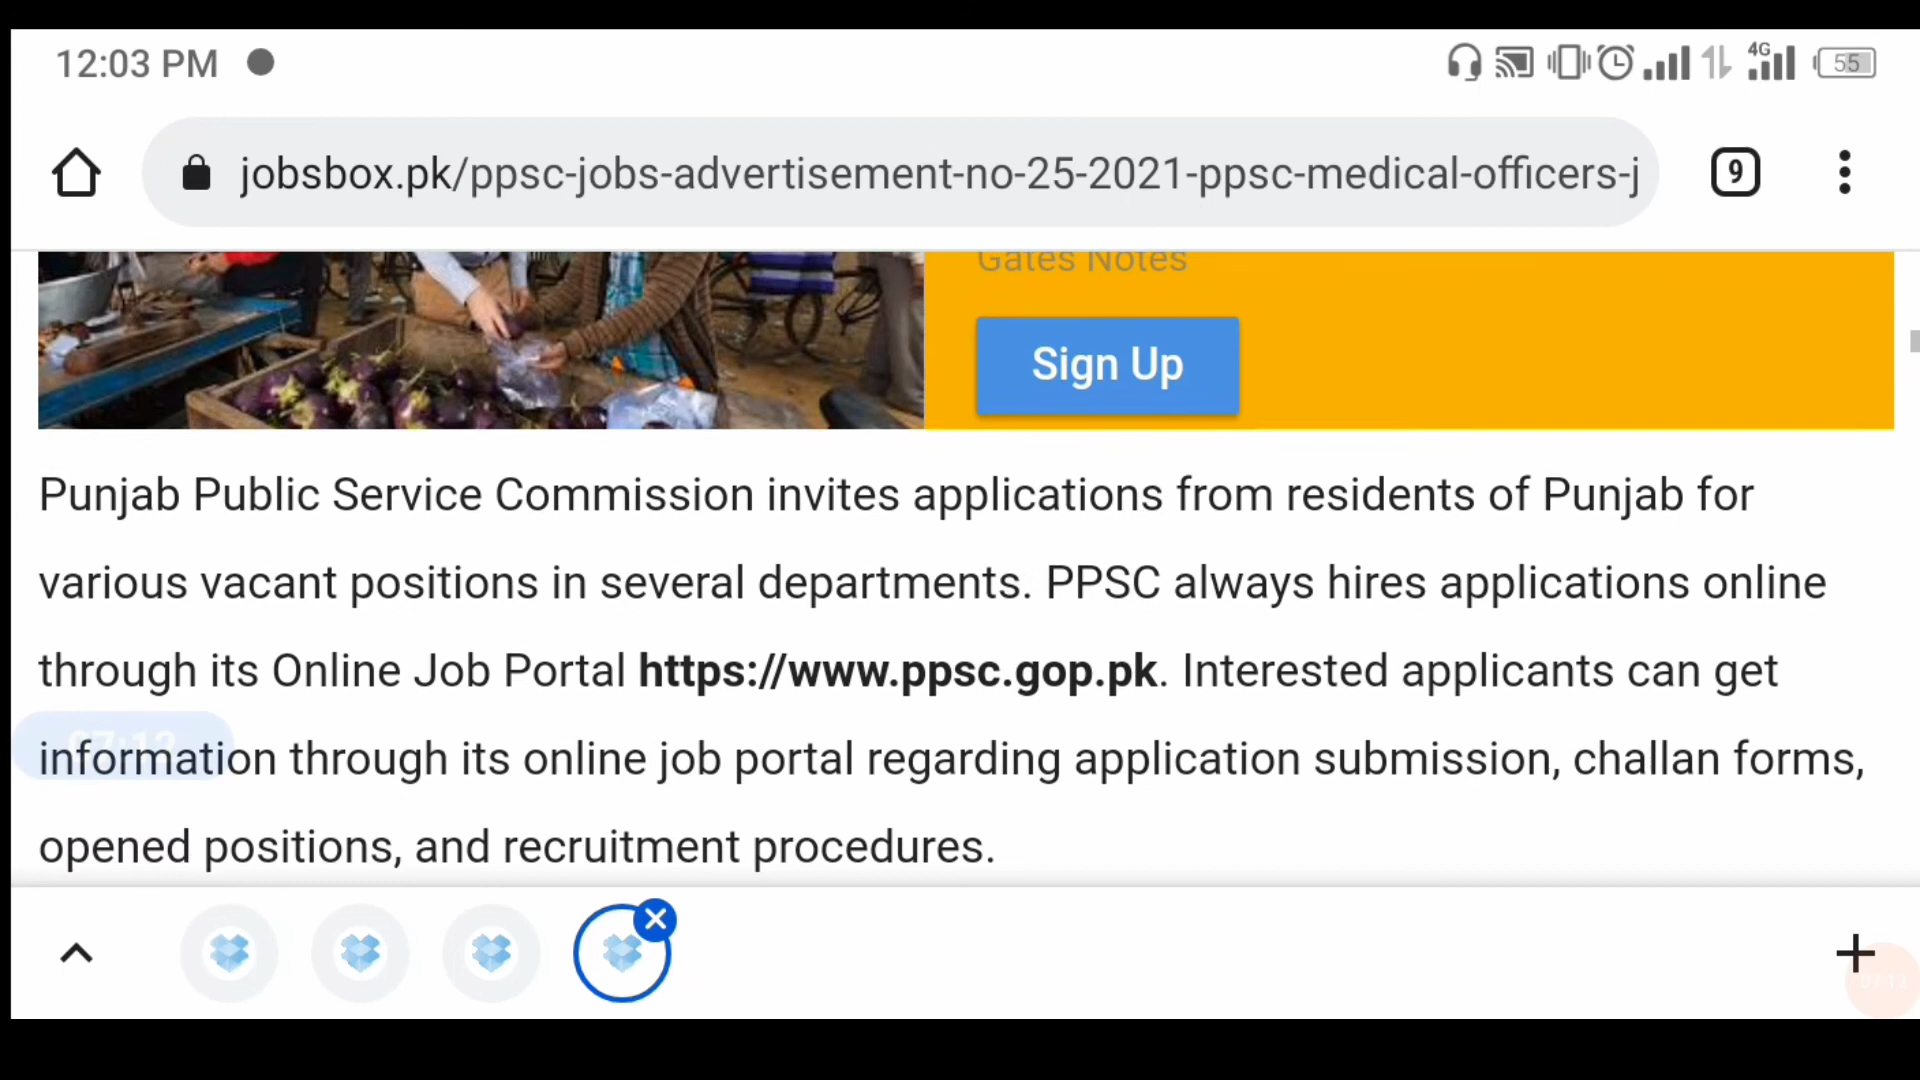 12:03 PM
4G
55
jobsbox.pk/ppsc-jobs-advertisement-no-25-2021-ppsc-medical-officers-j
9
Gates Notes
Sign Up
Punjab Public Service Commission invites applications from residents of Punjab for
various vacant positions in several departments. PPSC always hires applications online
through its Online Job Portal https://www.ppsc.gop.pk. Interested applicants can get
information through its online job portal regarding application submission, challan forms,
opened positions, and recruitment procedures.